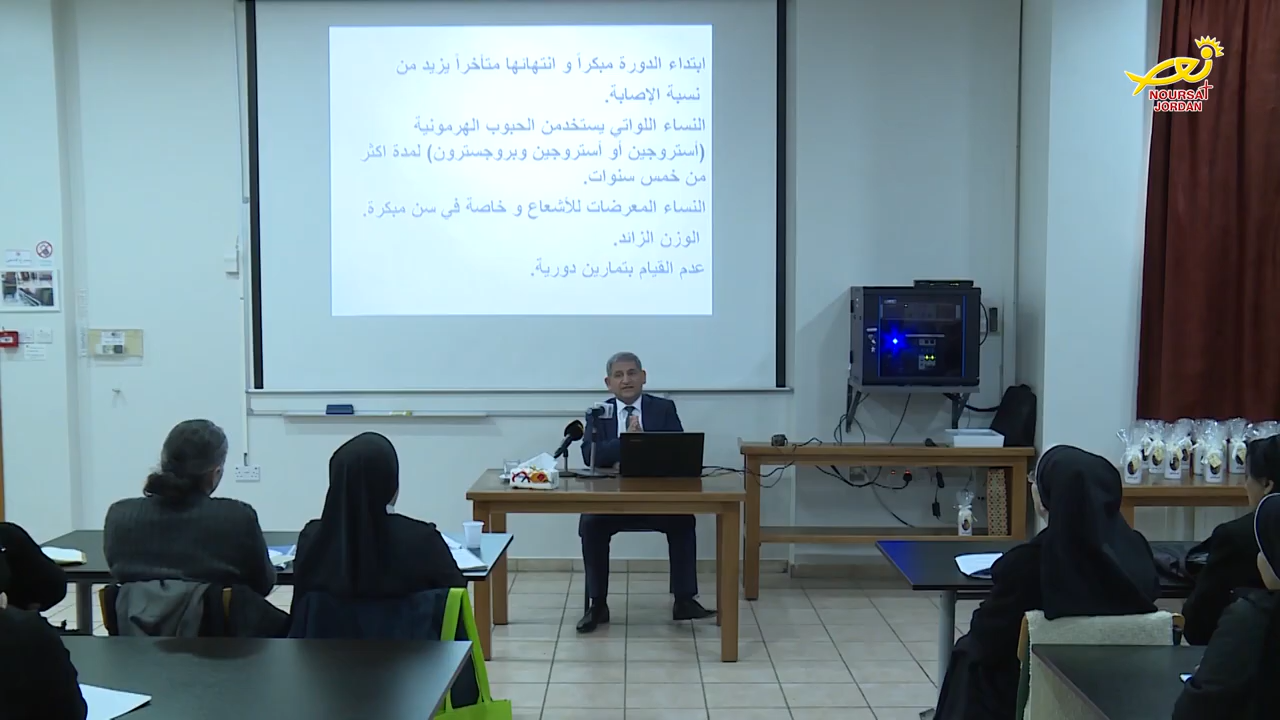 ابتداء الدورة مبكراً و انتهائها متأخراً يزيد من
نسبة الإصابة.
النساء اللواتي يستخدمن الحبوب الهرمونية
(أستروجين أو أستروجين وبروجسترون) لمدة اكثر
من خمس سنوات.
النساء المعرضات للأشعاع و خاصة في سن مبكرة.
الوزن الزائد.
عدم القيام بتمارين دورية.
نورسات
NOURSAT
JORDAN